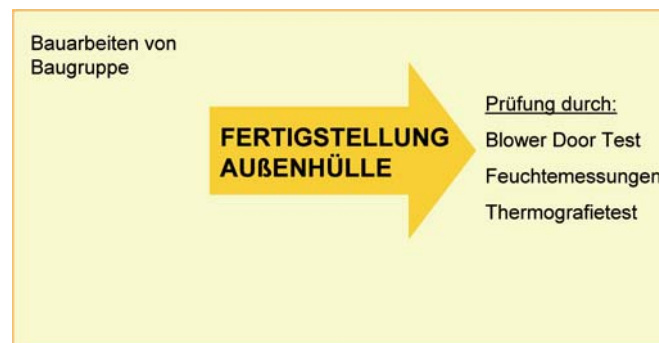 Bauarbeiten von
Baugruppe
FERTIGSTELLUNG
AUßENHÜLLE
Prüfung durch:
Blower Door Test
Feuchtemessungen
Thermografietest